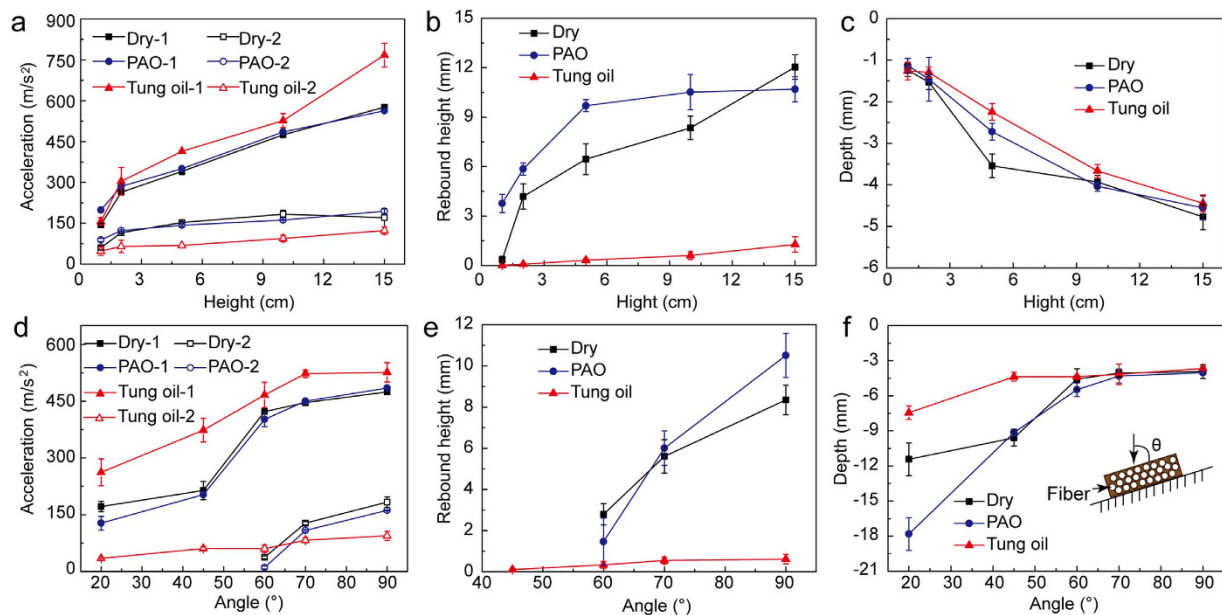 a
900
750
600
450
300
150
0
Acceleration (m/s²)
Dry-1
Dry-2
PAO-1
PAO-2
Tung oil-1
Tung oil-2
0 3 6 9 12 15
Height (cm)
b
15
12
9
6
3
0
Rebound height (mm)
Dry
PAO
Tung oil
0 3 6 9 12 15
Hight (cm)
c
-1
-2
-3
-4
-5
-6
Depth (mm)
Dry
PAO
Tung oil
0 3 6 9 12 15
Hight (cm)
d
600
450
300
150
0
Acceleration (m/s²)
Dry-1
Dry-2
PAO-1
PAO-2
Tung oil-1
Tung oil-2
20 30 40 50 60 70 80 90
Angle (°)
e
12
10
8
6
4
2
0
Rebound height (mm)
Dry
PAO
Tung oil
40 50 60 70 80 90
Angle (°)
f
0
-3
-6
-9
-12
-15
-18
-21
Depth (mm)
θ
Fiber
Dry
PAO
Tung oil
20 30 40 50 60 70 80 90
Angle (°)